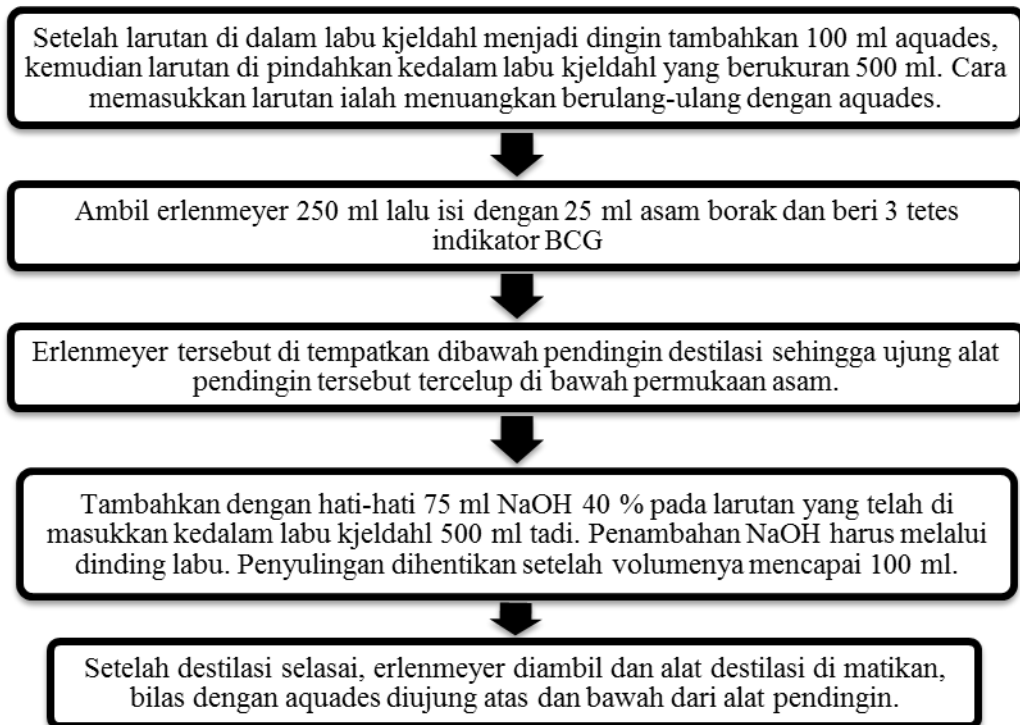 Setelah larutan di dalam labu kjeldahl menjadi dingin tambahkan 100 ml aquades,
kemudian larutan di pindahkan kedalam labu kjeldahl yang berukuran 500 ml. Cara
memasukkan larutan ialah menuangkan berulang-ulang dengan aquades.
Ambil erlenmeyer 250 ml lalu isi dengan 25 ml asam borak dan beri 3 tetes
indikator BCG
Erlenmeyer tersebut di tempatkan dibawah pendingin destilasi sehingga ujung alat
pendingin tersebut tercelup di bawah permukaan asam.
Tambahkan dengan hati-hati 75 ml NaOH 40 % pada larutan yang telah di
masukkan kedalam labu kjeldahl 500 ml tadi. Penambahan NaOH harus melalui
dinding labu. Penyulingan dihentikan setelah volumenya mencapai 100 ml.
Setelah destilasi selasai, erlenmeyer diambil dan alat destilasi di matikan,
bilas dengan aquades diujung atas dan bawah dari alat pendingin.